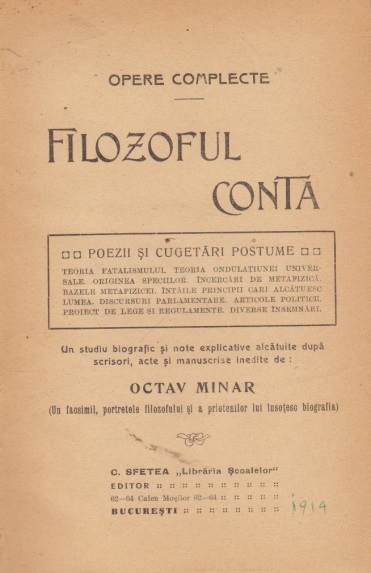 OPERE COMPLECTE
FILOZOFUL
CONTA
POEZII ȘI CUGETĂRI POSTUME
TEORIA FATALISMULUI, TEORIA ONDULAȚIUNEI UNIVER-
SALE. ORIGINEA SPECIILOR. ÎNCERCĂRI DE METAFIZICĂ.
BAZELE METAFIZICEI. ÎNTÂILE PRINCIPII CARI ALCĂTUESC
LUMEA. DISCURSURI PARLAMENTARE. ARTICOLE POLITICE.
PROIECT DE LEGE ȘI REGULAMENTE. DIVERSE ÎNSEMNĂRI.
Un studiu biografic și note explicative alcătuite după
scrisori, acte și manuscrise inedite de :
OCTAV MINAR
(Un facsimil, portretele filozofului și a prietenilor lui însoțesc biografia)
C. SFETEA „Librăria Școalelor"
EDITOR
62—64 Calea Moșilor 62—64
BUCUREȘTI
1914